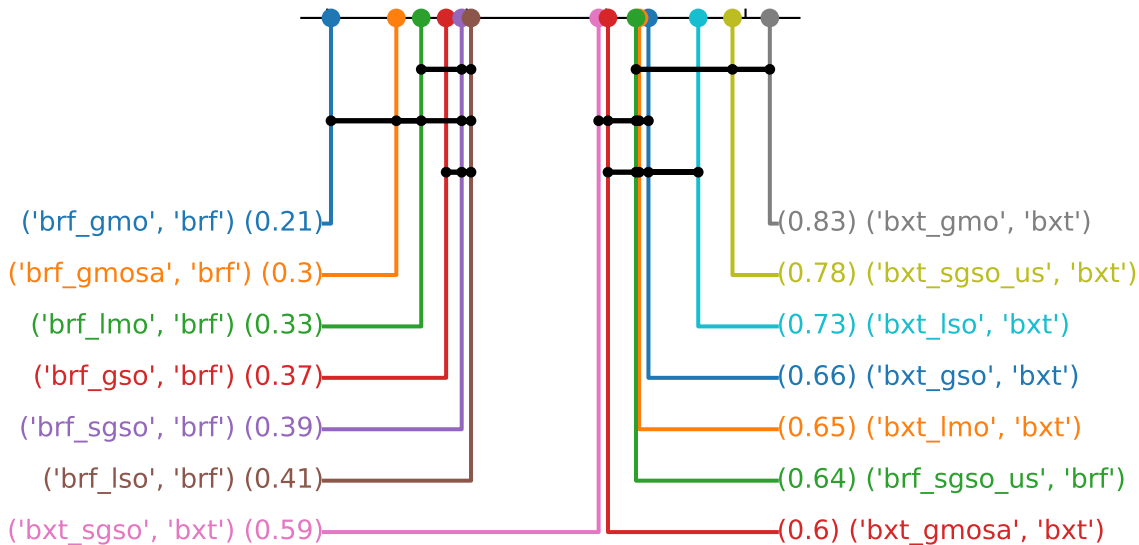 ('brf_gmo', 'brf') (0.21)
(0.83) ('bxt_gmo', 'bxt')
('brf_gmosa', 'brf') (0.3)
(0.78) ('bxt_sgso_us', 'bxt')
('brf_lmo', 'brf') (0.33)
(0.73) ('bxt_lso', 'bxt')
('brf_gso', 'brf') (0.37)
(0.66) ('bxt_gso', 'bxt')
('brf_sgso', 'brf') (0.39)
(0.65) ('bxt_lmo', 'bxt')
('brf_lso', 'brf') (0.41)
(0.64) ('brf_sgso_us', 'brf')
('bxt_sgso', 'bxt') (0.59)
(0.6) ('bxt_gmosa', 'bxt')